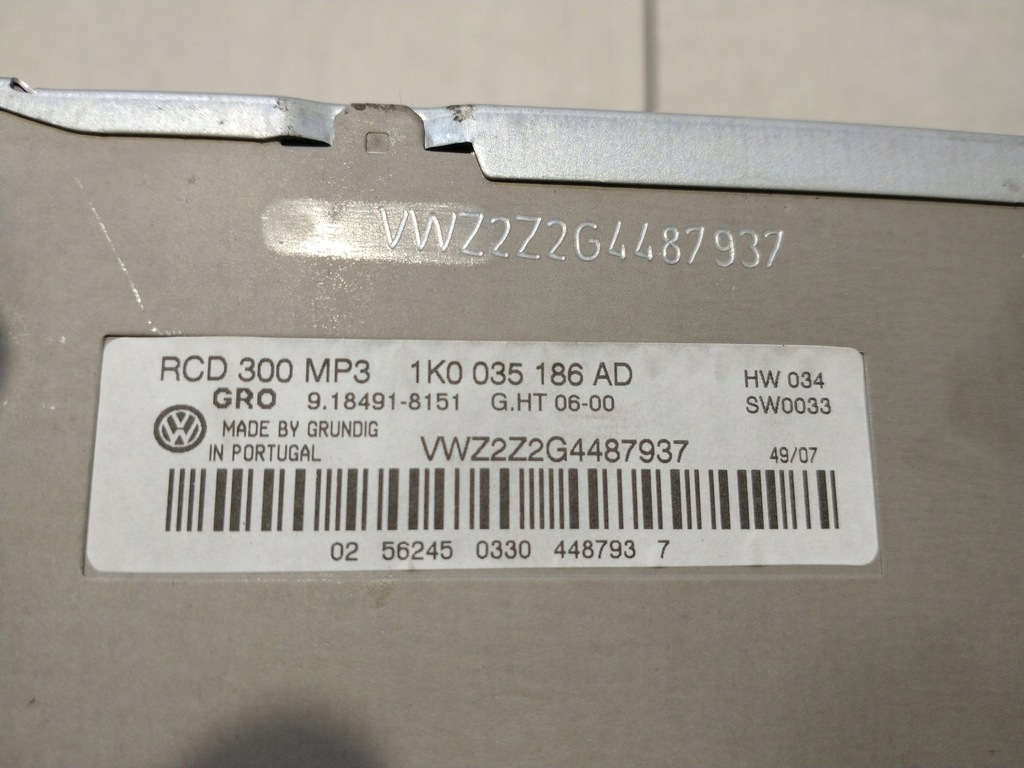 VWZ2Z2G4487937
RCD 300 MP3 1K0 035 186 AD HW 034
GRO 9.18491-8151 G.HT 06-00 SW0033
MADE BY GRUNDIG
IN PORTUGAL VWZ2Z2G4487937 49/07
02 56245 0330 448793 7